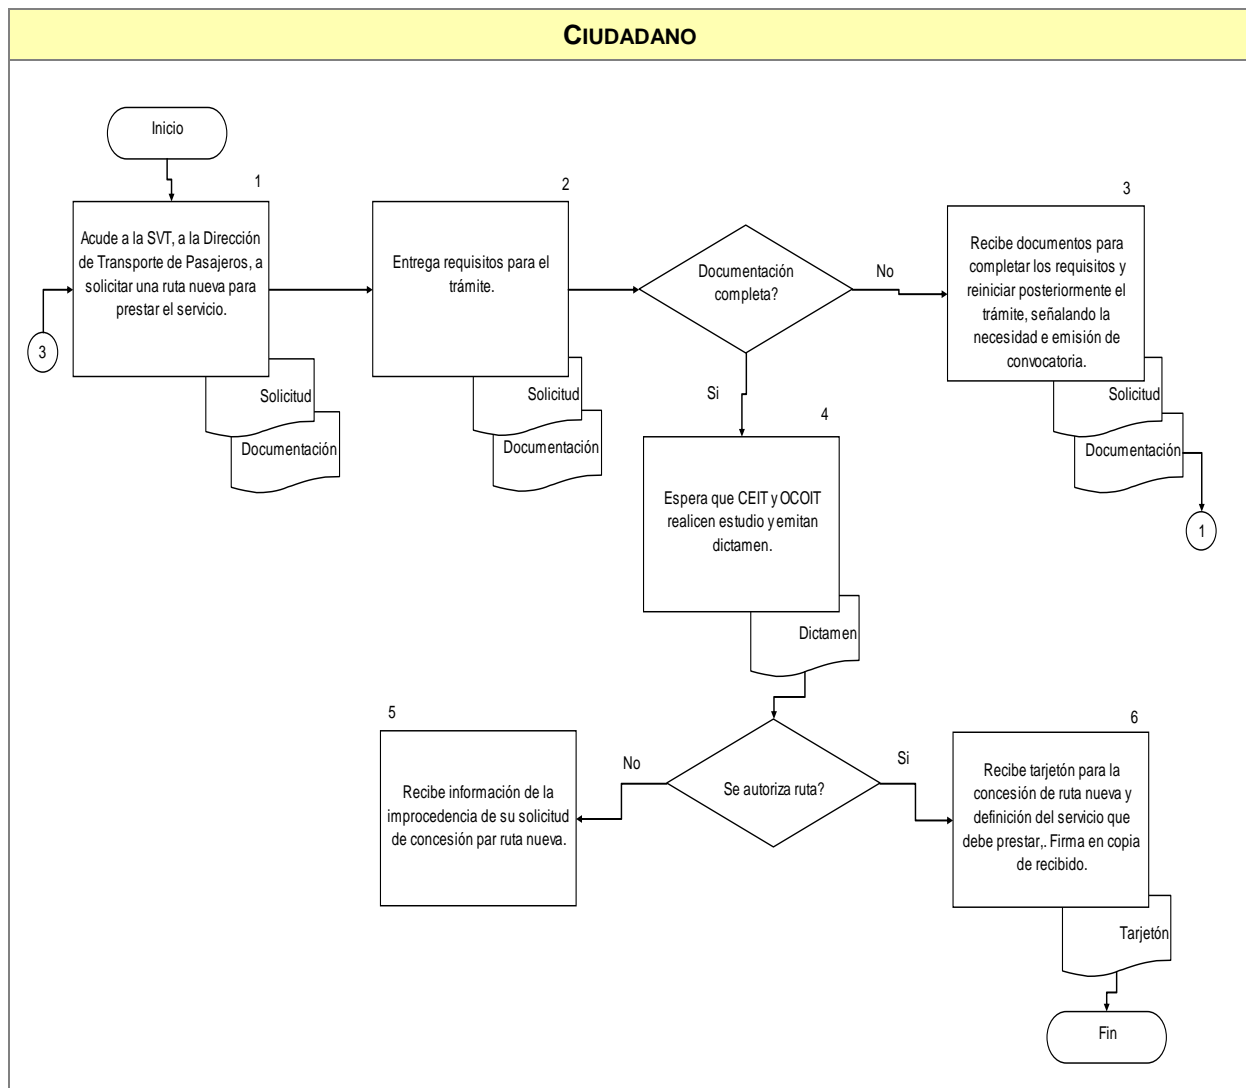 CIUDADANO
Inicio
1
Acude a la SVT, a la Dirección
de Transporte de Pasajeros, a
solicitar una ruta nueva para
prestar el servicio.
3
Solicitud
Documentación
2
Entrega requisitos para el
trámite.
Solicitud
Documentación
Documentación
completa?
No
Si
3
Recibe documentos para
completar los requisitos y
reiniciar posteriormente el
trámite, señalando la
necesidad e emisión de
convocatoria.
Solicitud
Documentación
1
4
Espera que CEIT y OCOIT
realicen estudio y emitan
dictamen.
Dictamen
Se autoriza ruta?
No
Si
5
Recibe información de la
improcedencia de su solicitud
de concesión par ruta nueva.
6
Recibe tarjetón para la
concesión de ruta nueva y
definición del servicio que
debe prestar,. Firma en copia
de recibido.
Tarjetón
Fin